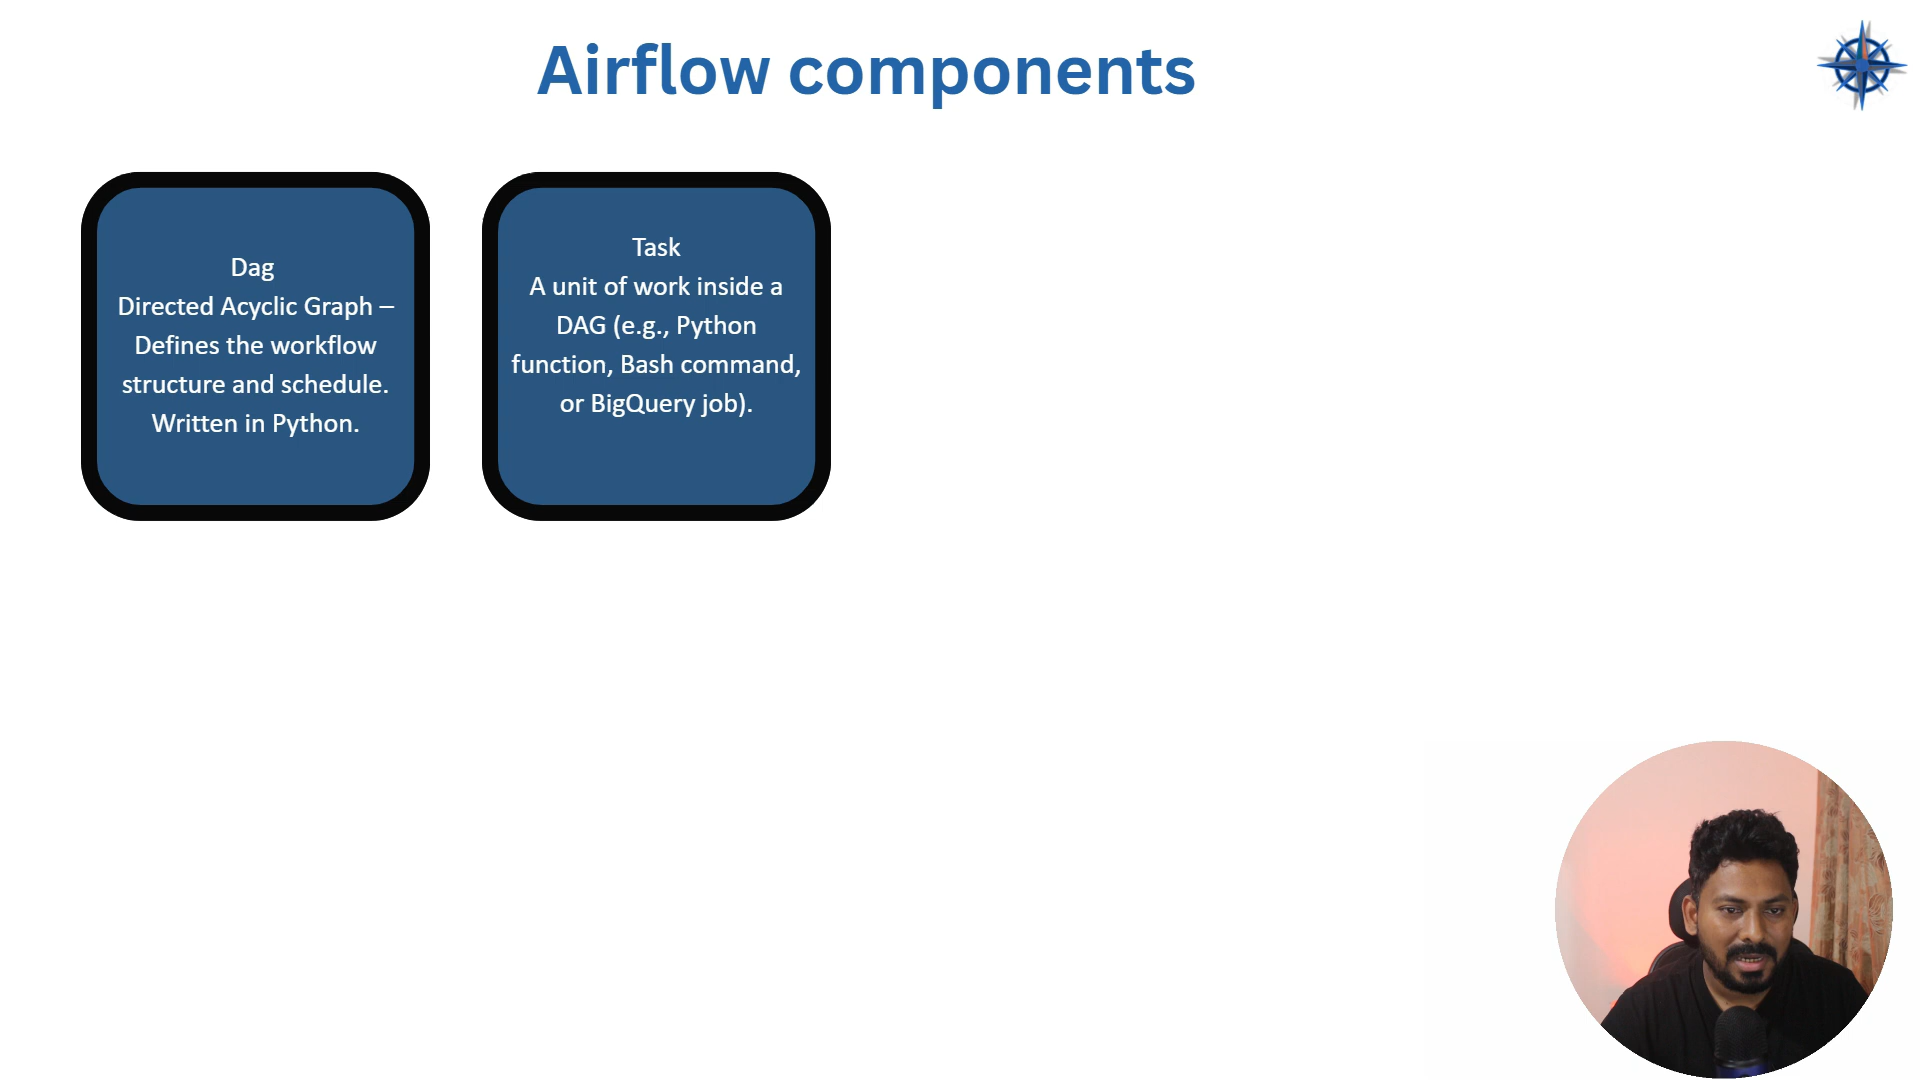 Airflow components
Dag
Directed Acyclic Graph –
Defines the workflow
structure and schedule.
Written in Python.
Task
A unit of work inside a
DAG (e.g., Python
function, Bash command,
or BigQuery job).